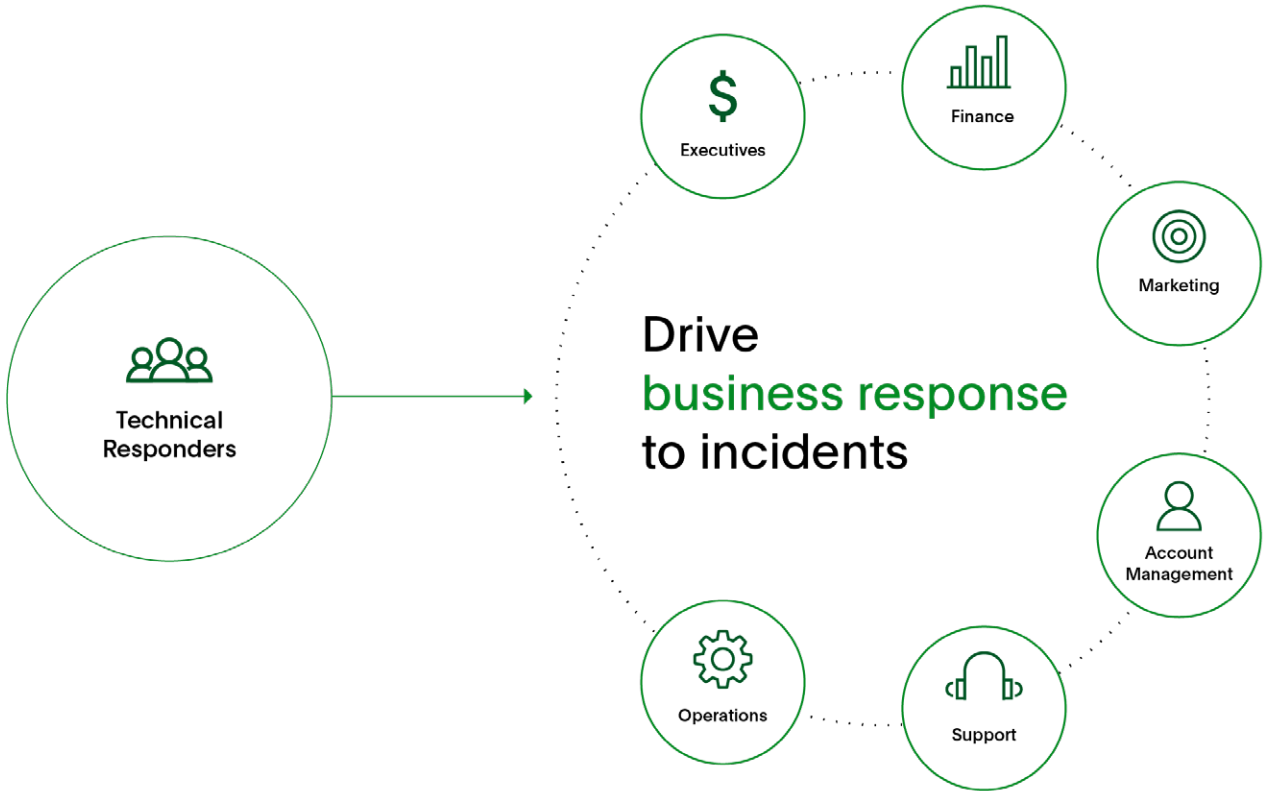 Technical
Responders
Drive
business response
to incidents
$
Executives
Finance
Marketing
Account
Management
Support
Operations